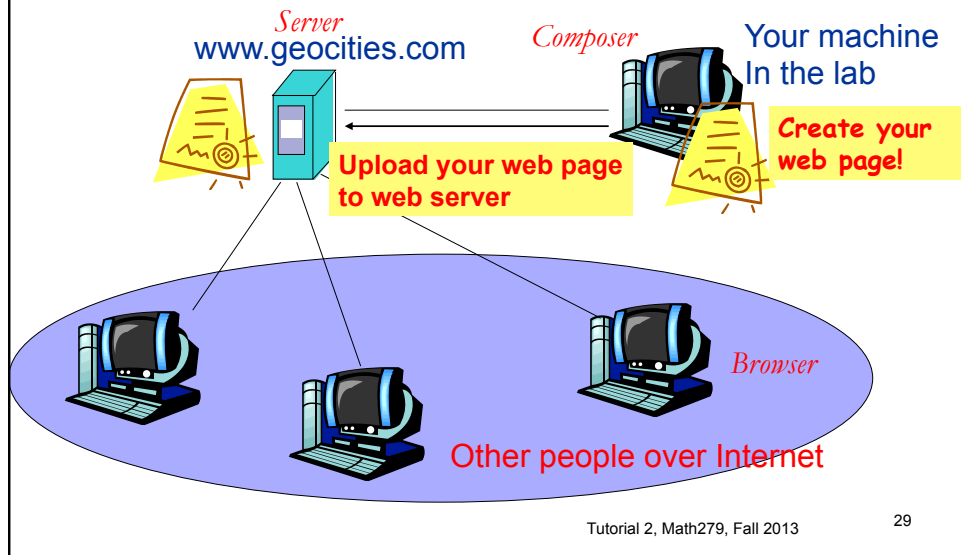 Server
www.geocities.com
Composer
Your machine
In the lab
Create your
web page!
Upload your web page
to web server
Browser
Other people over Internet
Tutorial 2, Math279, Fall 2013
29